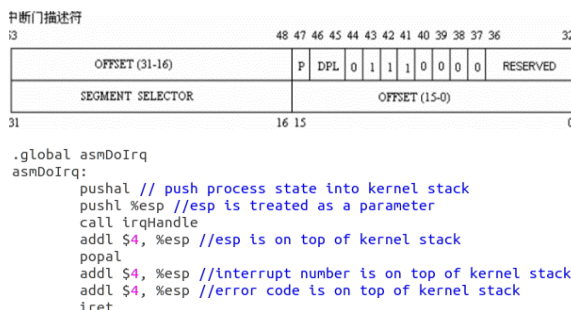 中断门描述符
63 48 47 46 45 44 43 42 41 40 39 38 37 36 32
OFFSET (31-16) P DPL 0 1 1 1 0 0 0 0 RESERVED
SEGMENT SELECTOR OFFSET (15-0)
31 16 15 0
.global asmDoIrq
asmDoIrq:
pushal // push process state into kernel stack
pushl %esp //esp is treated as a parameter
call irqHandle
addl $4, %esp //esp is on top of kernel stack
popal
addl $4, %esp //interrupt number is on top of kernel stack
addl $4, %esp //error code is on top of kernel stack
iret